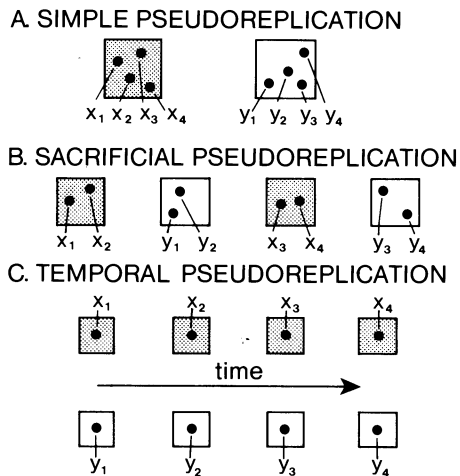 A. SIMPLE PSEUDOREPLICATION
x₁ x₂ x₃ x₄ y₁ y₂ y₃ y₄
B. SACRIFICIAL PSEUDOREPLICATION
x₁ x₂ y₁ y₂ x₃ x₄ y₃ y₄
C. TEMPORAL PSEUDOREPLICATION
x₁ x₂ x₃ x₄
time
y₁ y₂ y₃ y₄